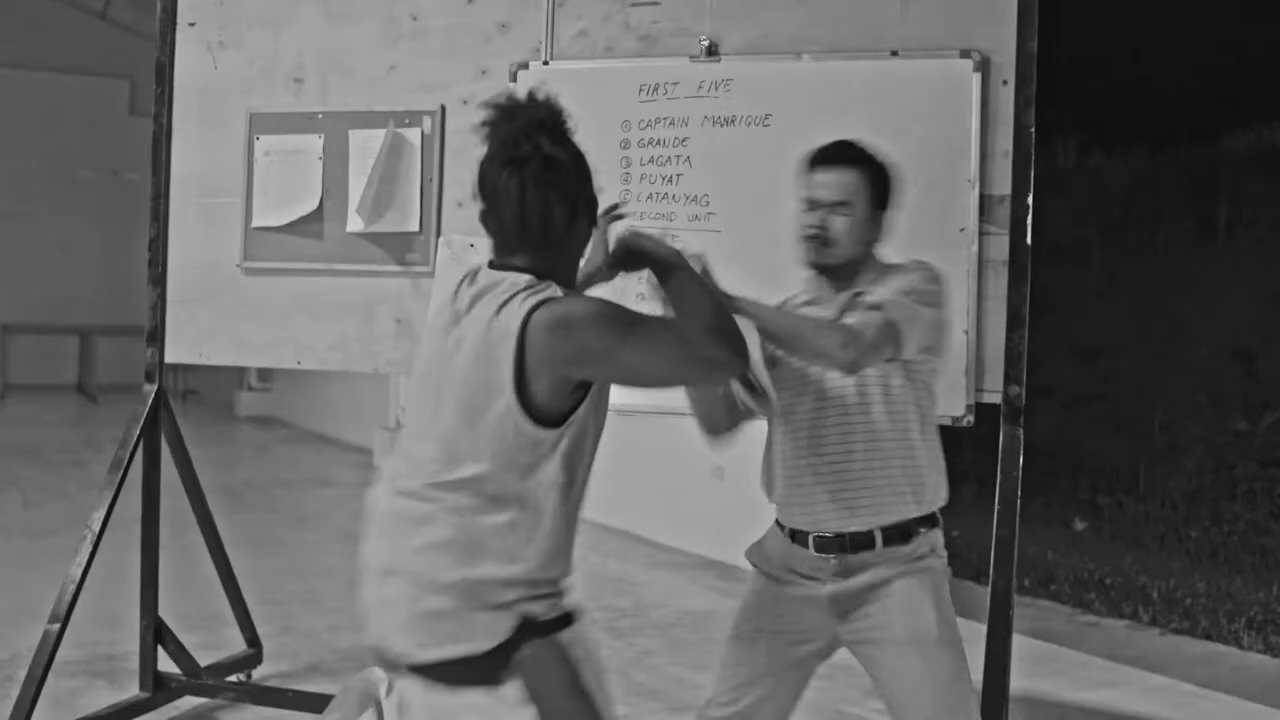 FIRST FIVE
① CAPTAIN MANRIQUE
② GRANDE
③ LAGATA
④ PUYAT
⑤ CATANYAG
SECOND UNIT